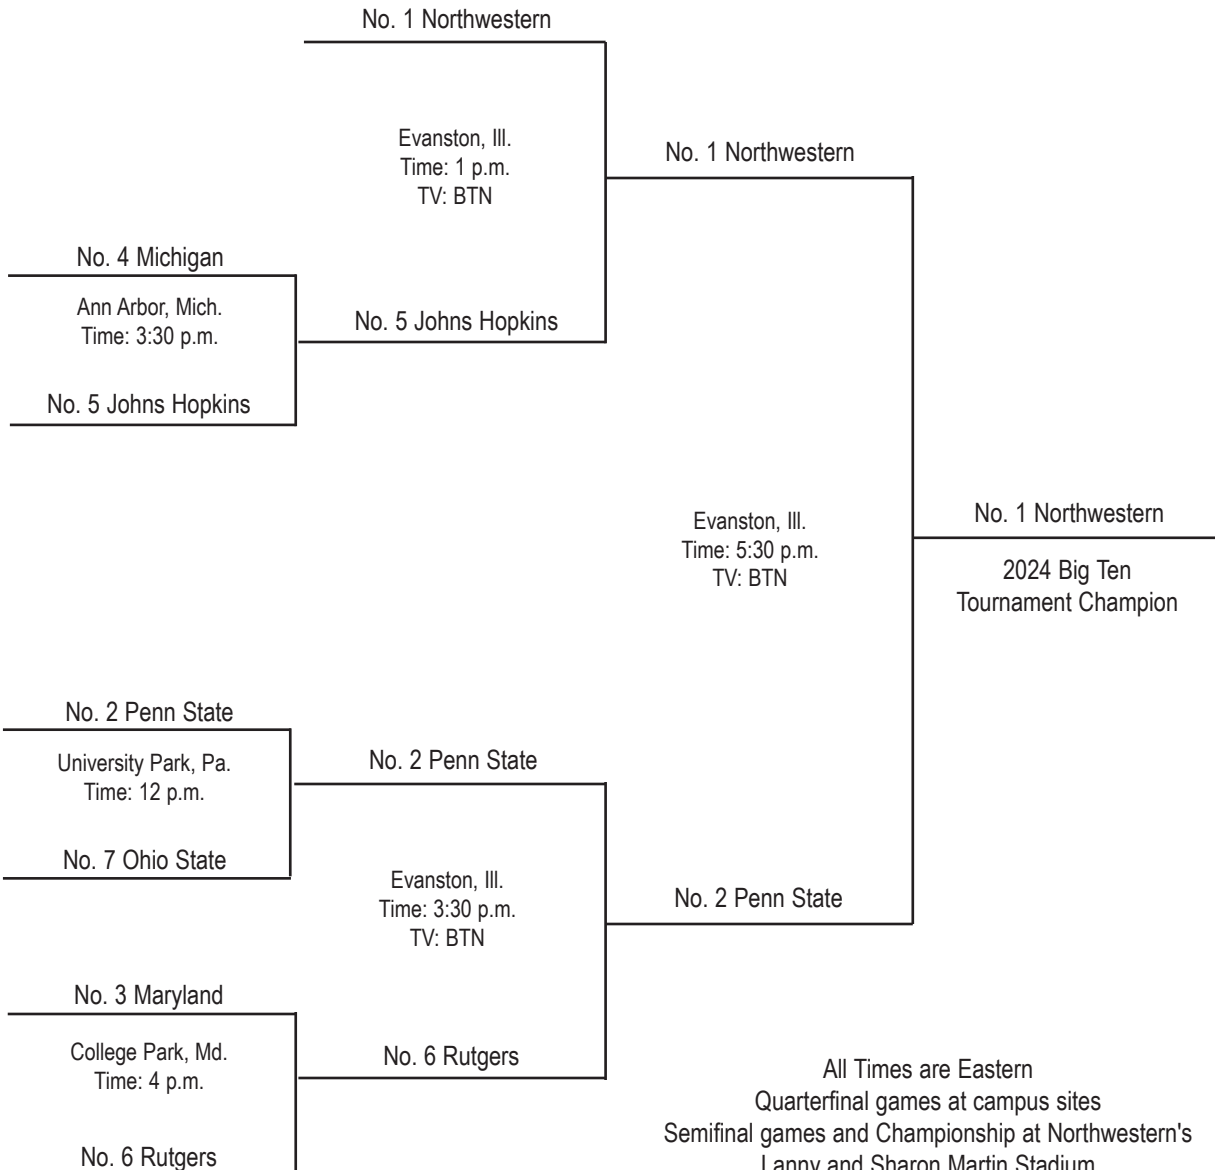 No. 1 Northwestern
Evanston, Ill.
Time: 1 p.m.
TV: BTN
No. 1 Northwestern
No. 4 Michigan
Ann Arbor, Mich.
Time: 3:30 p.m.
No. 5 Johns Hopkins
No. 5 Johns Hopkins
Evanston, Ill.
Time: 5:30 p.m.
TV: BTN
No. 1 Northwestern
2024 Big Ten
Tournament Champion
No. 2 Penn State
University Park, Pa.
Time: 12 p.m.
No. 2 Penn State
No. 7 Ohio State
Evanston, Ill.
Time: 3:30 p.m.
TV: BTN
No. 2 Penn State
No. 3 Maryland
College Park, Md.
Time: 4 p.m.
No. 6 Rutgers
No. 6 Rutgers
All Times are Eastern
Quarterfinal games at campus sites
Semifinal games and Championship at Northwestern's
Lanny and Sharon Martin Stadium